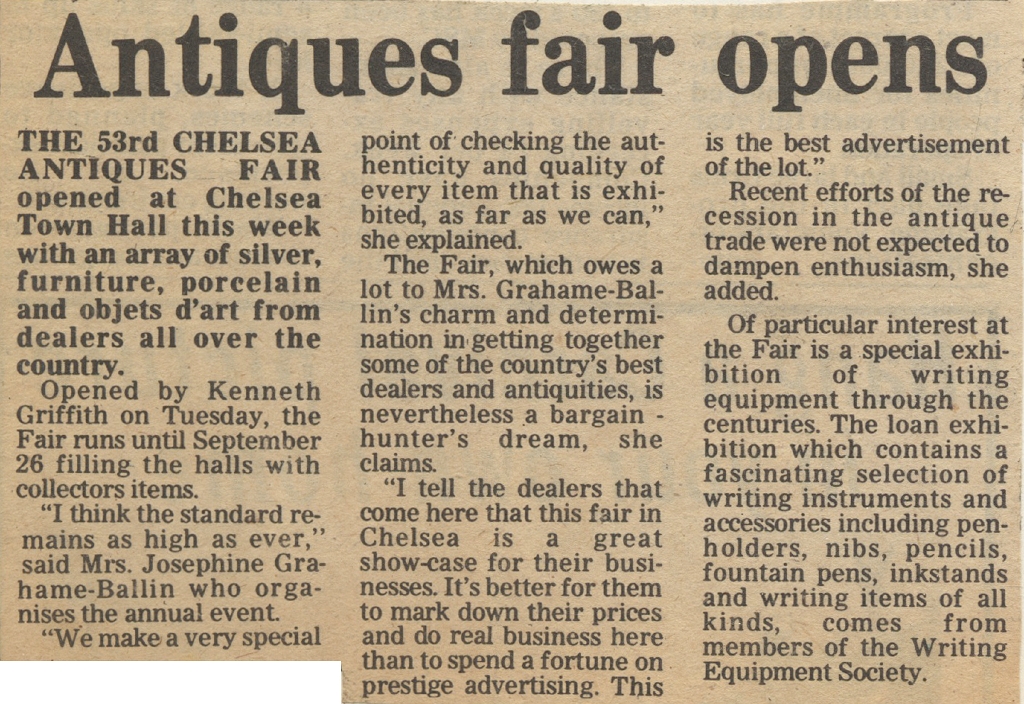 Antiques fair opens
THE 53rd CHELSEA
ANTIQUES FAIR
opened at Chelsea
Town Hall this week
with an array of silver,
furniture, porcelain
and objets d'art from
dealers all over the
country.
Opened by Kenneth
Griffith on Tuesday, the
Fair runs until September
26 filling the halls with
collectors items.
“I think the standard re-
mains as high as ever,”
said Mrs. Josephine Gra-
hame-Ballin who orga-
nises the annual event.
“We make a very special
point of checking the aut-
henticity and quality of
every item that is exhi-
bited, as far as we can,”
she explained.
The Fair, which owes a
lot to Mrs. Grahame-Bal-
lin's charm and determi-
nation in getting together
some of the country's best
dealers and antiquities, is
nevertheless a bargain -
hunter's dream, she
claims.
“I tell the dealers that
come here that this fair in
Chelsea is a great
show-case for their busi-
nesses. It's better for them
to mark down their prices
and do real business here
than to spend a fortune on
prestige advertising. This
is the best advertisement
of the lot.”
Recent efforts of the re-
cession in the antique
trade were not expected to
dampen enthusiasm, she
added.
Of particular interest at
the Fair is a special exhi-
bition of writing
equipment through the
centuries. The loan exhi-
bition which contains a
fascinating selection of
writing instruments and
accessories including pen-
holders, nibs, pencils,
fountain pens, inkstands
and writing items of all
kinds, comes from
members of the Writing
Equipment Society.